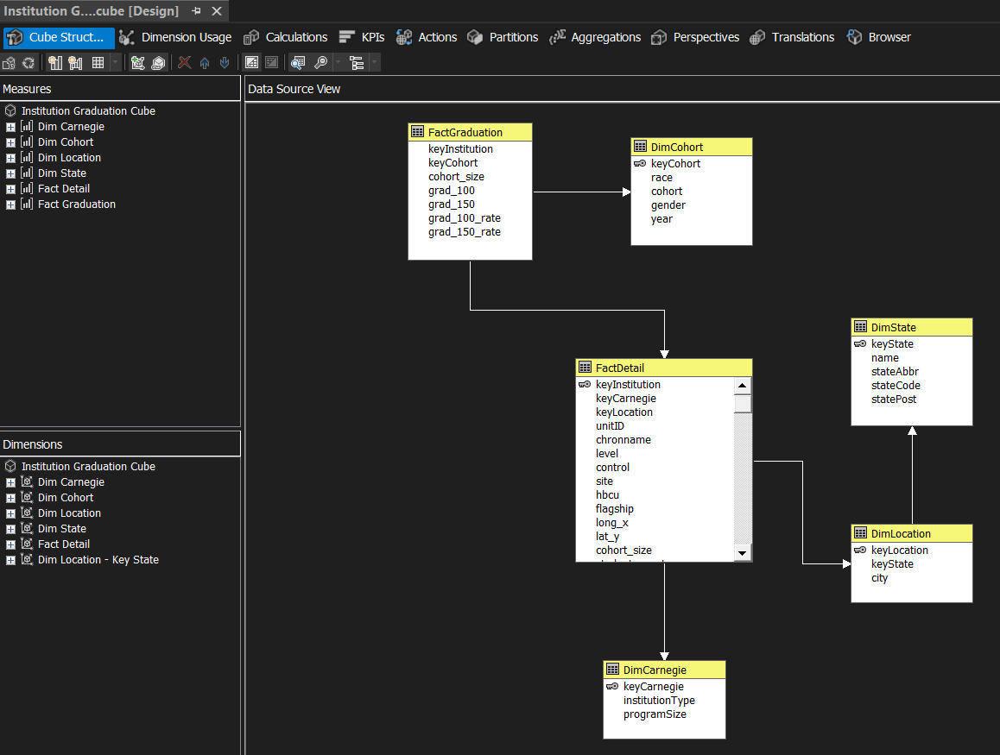 Institution G....cube [Design]
Cube Struct... Dimension Usage Calculations KPIs Actions Partitions Aggregations Perspectives Translations Browser
Measures
Institution Graduation Cube
Dim Carnegie
Dim Cohort
Dim Location
Dim State
Fact Detail
Fact Graduation
Dimensions
Institution Graduation Cube
Dim Carnegie
Dim Cohort
Dim Location
Dim State
Fact Detail
Dim Location - Key State
Data Source View
FactGraduation
keyInstitution
keyCohort
cohort_size
grad_100
grad_150
grad_100_rate
grad_150_rate
DimCohort
keyCohort
race
cohort
gender
year
FactDetail
keyInstitution
keyCarnegie
keyLocation
unitID
chronname
level
control
site
hbcu
flagship
long_x
lat_y
cohort_size
DimState
keyState
name
stateAbbr
stateCode
statePost
DimLocation
keyLocation
keyState
city
DimCarnegie
keyCarnegie
institutionType
programSize